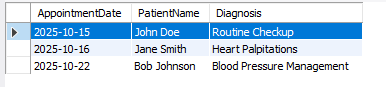 AppointmentDate PatientName Diagnosis
2025-10-15 John Doe Routine Checkup
2025-10-16 Jane Smith Heart Palpitations
2025-10-22 Bob Johnson Blood Pressure Management